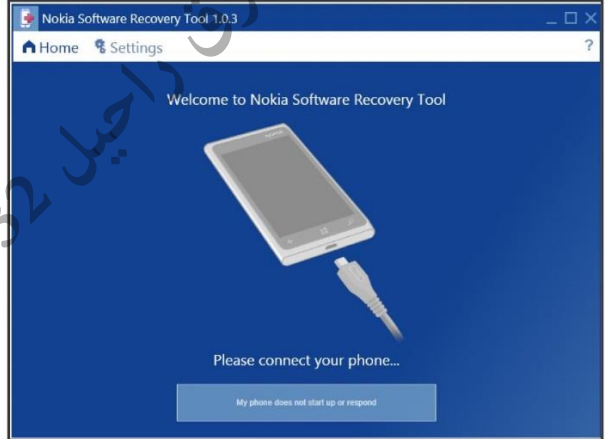 Nokia Software Recovery Tool 1.0.3
Home Settings ?
Welcome to Nokia Software Recovery Tool
Please connect your phone...
My phone does not start up or respond